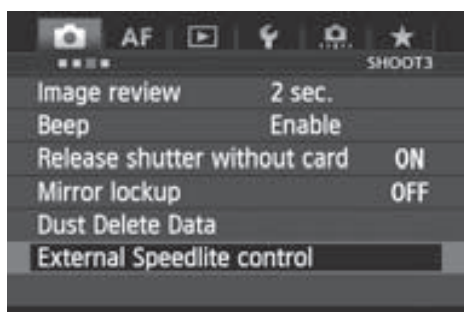 AF
SHOOT3
Image review 2 sec.
Beep Enable
Release shutter without card ON
Mirror lockup OFF
Dust Delete Data
External Speedlite control